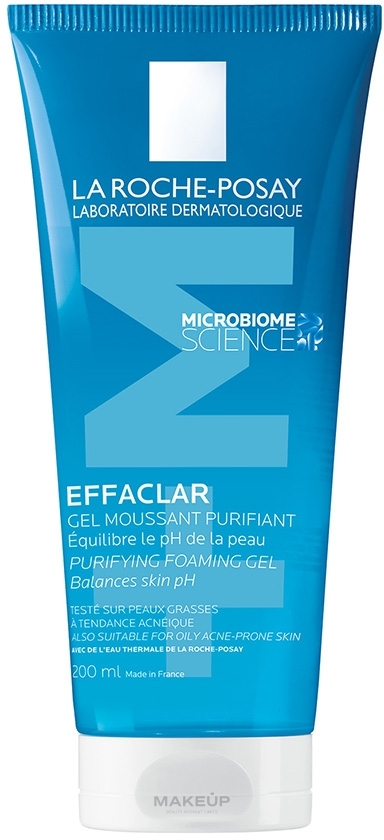 LA ROCHE-POSAY
LABORATOIRE DERMATOLOGIQUE
MICROBIOME
SCIENCE
EFFACLAR
GEL MOUSSANT PURIFIANT
Équilibre le pH de la peau
PURIFYING FOAMING GEL
Balances skin pH
TESTÉ SUR PEAUX GRASSES
À TENDANCE ACNÉIQUE
ALSO SUITABLE FOR OILY ACNE-PRONE SKIN
AVEC DE L'EAU THERMALE DE LA ROCHE-POSAY
200 ml Made in France
MAKEUP